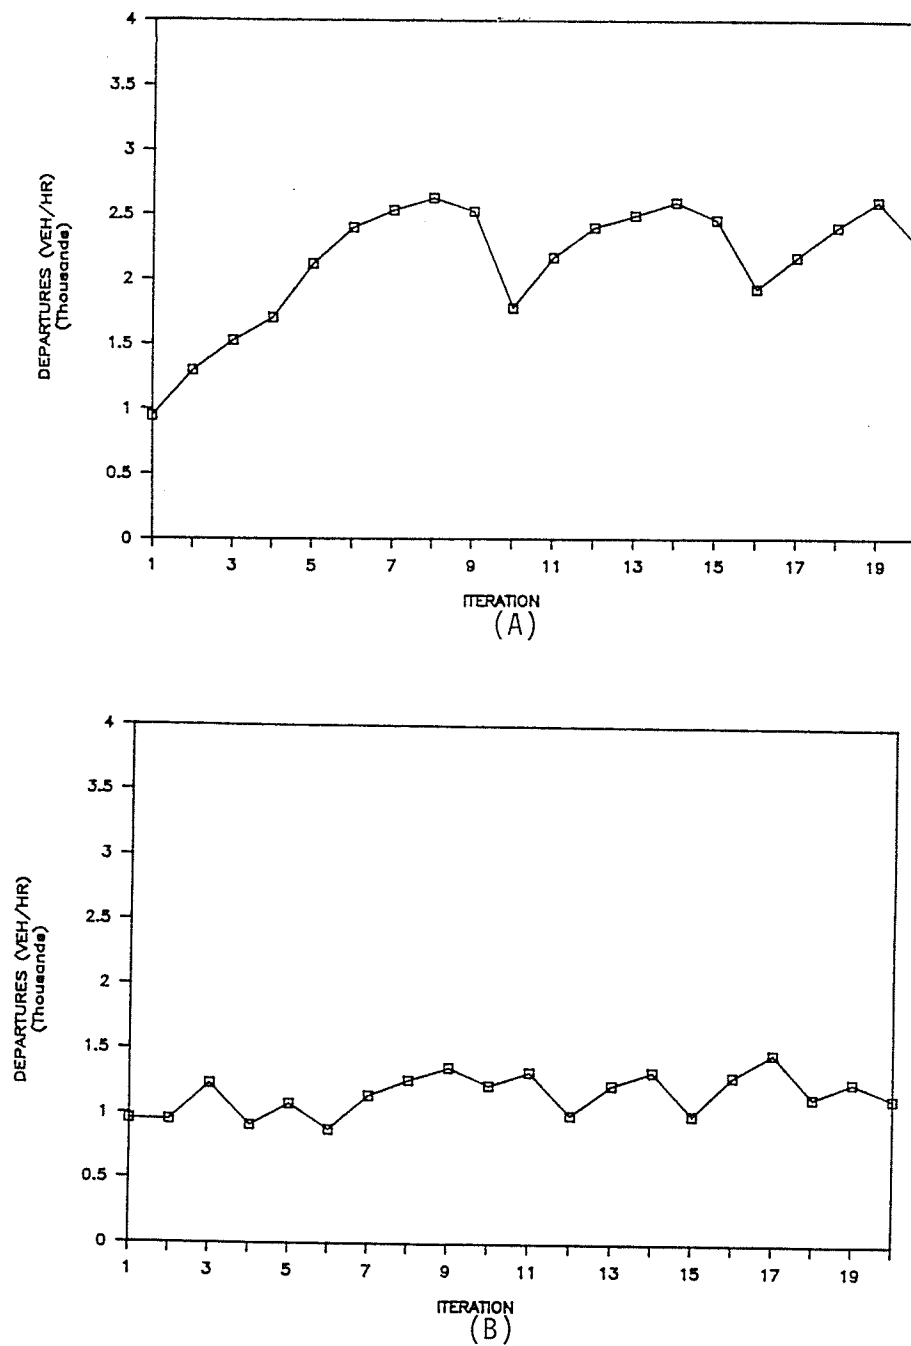 4
3.5
3
2.5
2
1.5
1
0.5
0
DEPARTURES (VEH/HR)
(Thousands)
1 3 5 7 9 11 13 15 17 19
ITERATION
(A)
4
3.5
3
2.5
2
1.5
1
0.5
0
DEPARTURES (VEH/HR)
(Thousands)
1 3 5 7 9 11 13 15 17 19
ITERATION
(B)